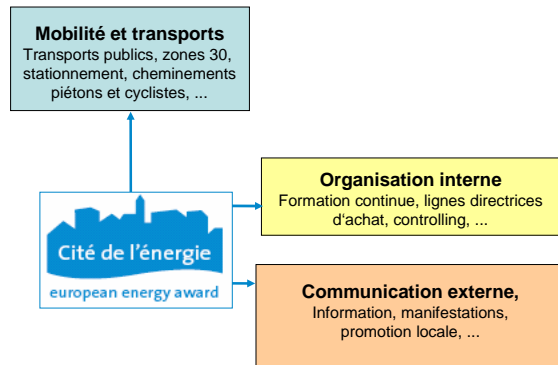 Mobilité et transports
Transports publics, zones 30,
stationnement, cheminements
piétons et cyclistes, ...
Organisation interne
Formation continue, lignes directrices
d'achat, controlling, ...
Cité de l'énergie
european energy award
Communication externe,
Information, manifestations,
promotion locale, ...